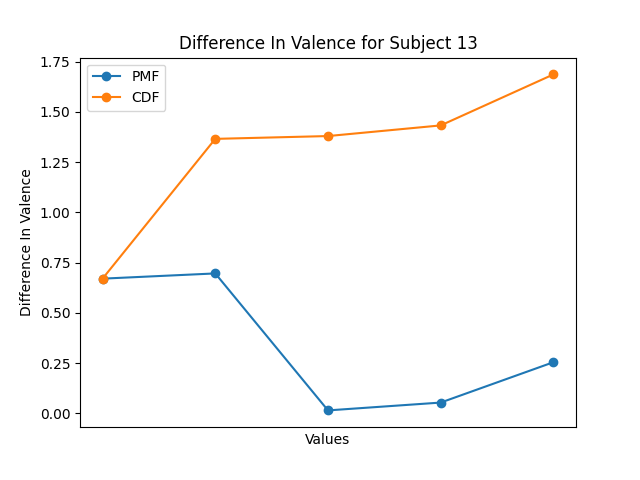 Difference In Valence for Subject 13
PMF
CDF
1.75
1.50
1.25
1.00
0.75
0.50
0.25
0.00
Difference In Valence
Values